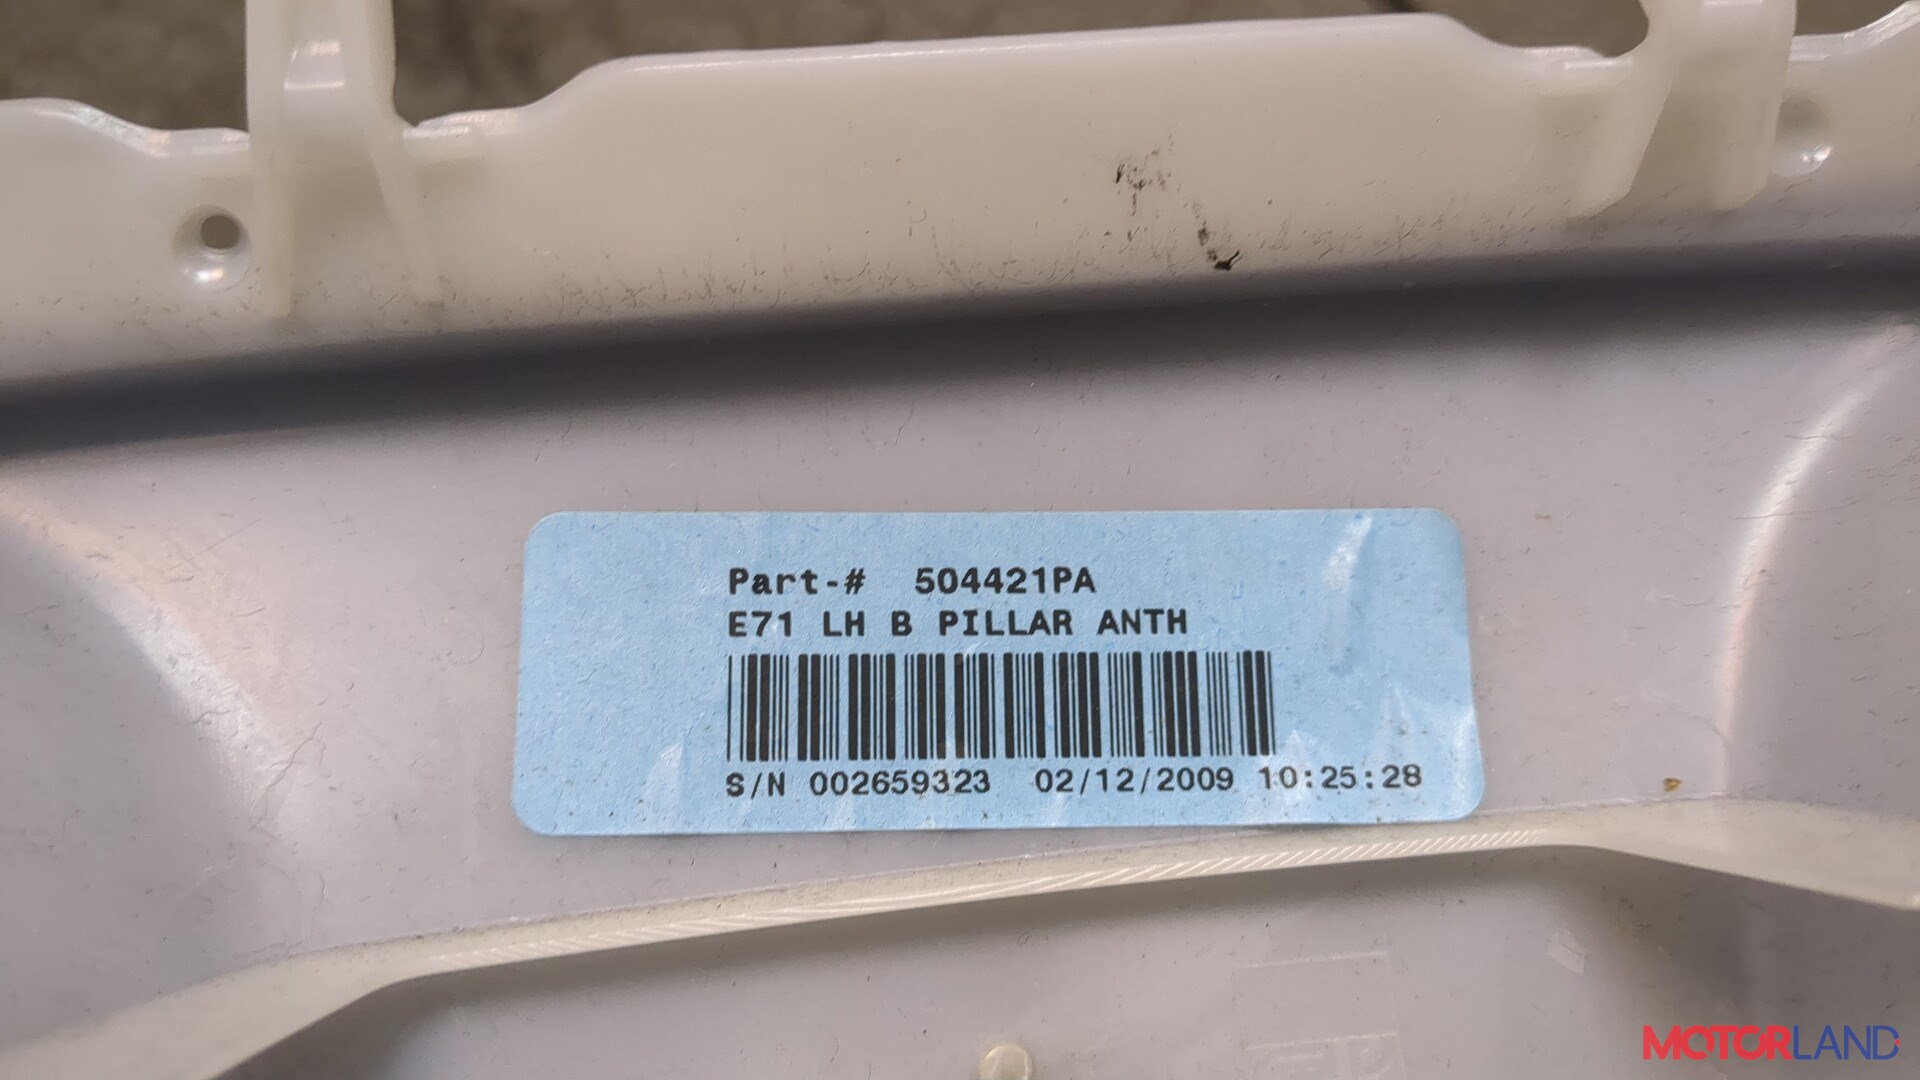 Part-# 504421PA
E71 LH B PILLAR ANTH
S/N 002659323 02/12/2009 10:25:28
MOTORLAND